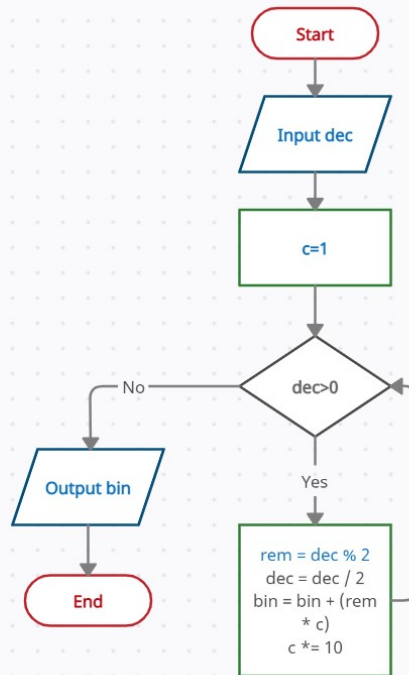 Start
Input dec
c=1
dec>0
No
Yes
Output bin
End
rem = dec % 2
dec = dec / 2
bin = bin + (rem
* c)
c *= 10